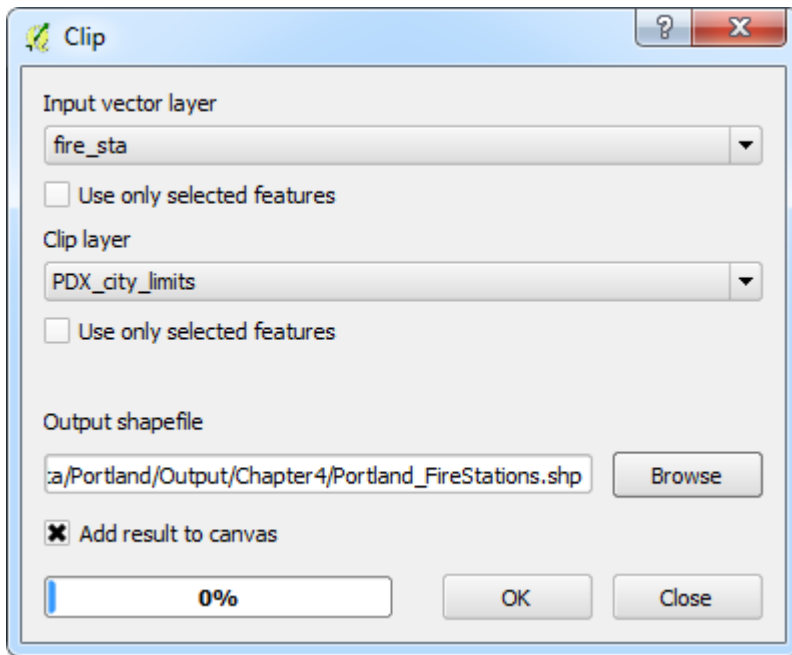 Clip
Input vector layer
fire_sta
Use only selected features
Clip layer
PDX_city_limits
Use only selected features
Output shapefile
:a/Portland/Output/Chapter4/Portland_FireStations.shp
Browse
Add result to canvas
0%
OK
Close